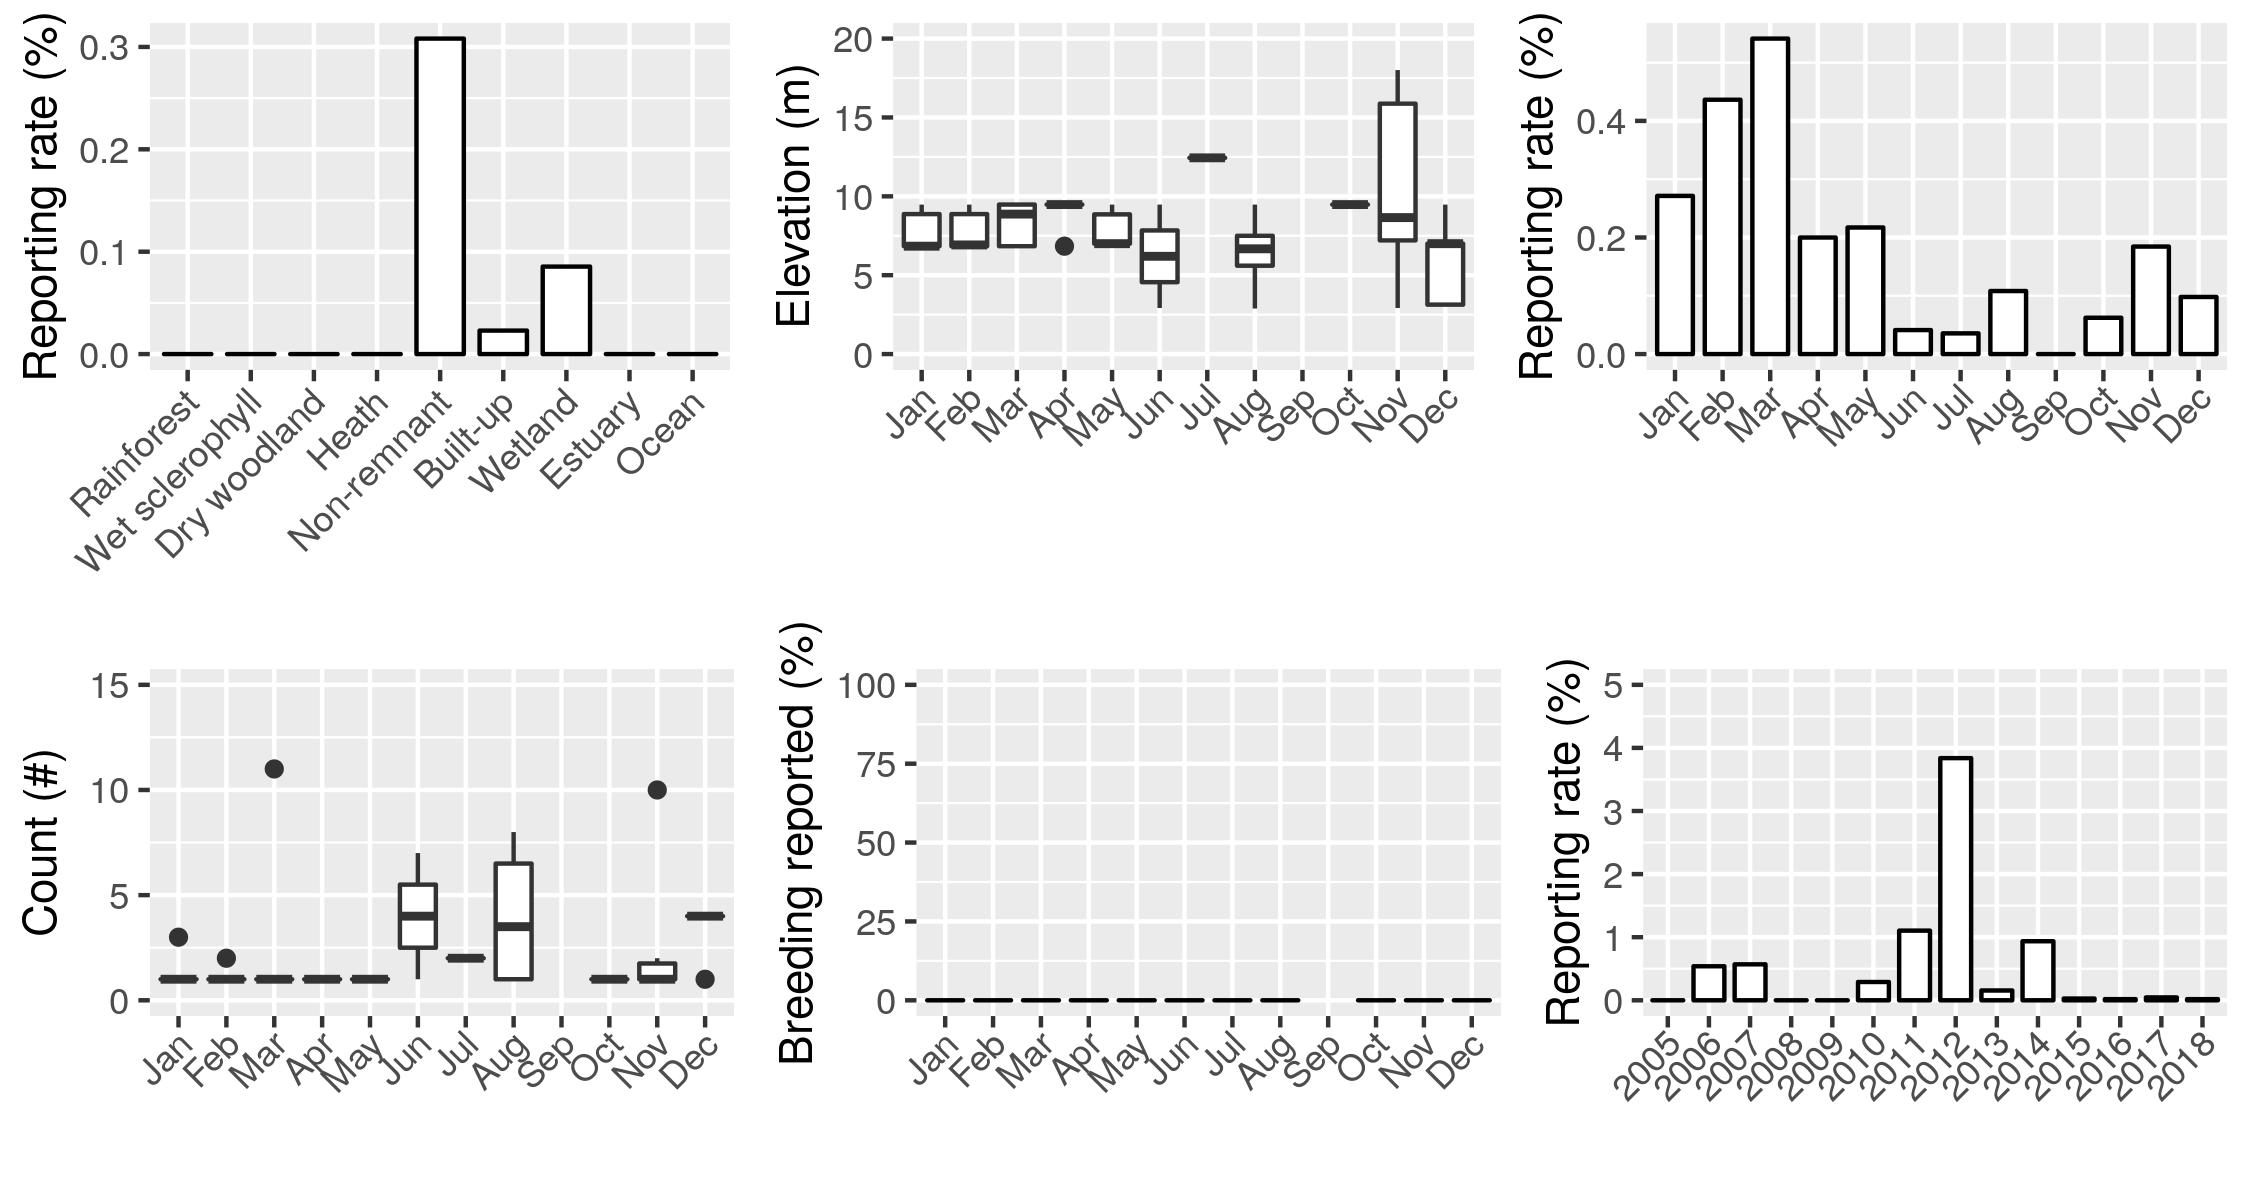 Reporting rate (%)
0.3
0.2
0.1
0.0
Rainforest
Wet sclerophyll
Dry woodland
Heath
Non-remnant
Built-up
Wetland
Estuary
Ocean
Elevation (m)
20
15
10
5
0
Jan
Feb
Mar
Apr
May
Jun
Jul
Aug
Sep
Oct
Nov
Dec
Reporting rate (%)
0.4
0.2
0.0
Jan
Feb
Mar
Apr
May
Jun
Jul
Aug
Sep
Oct
Nov
Dec
Count (#)
15
10
5
0
Jan
Feb
Mar
Apr
May
Jun
Jul
Aug
Sep
Oct
Nov
Dec
Breeding reported (%)
100
75
50
25
0
Jan
Feb
Mar
Apr
May
Jun
Jul
Aug
Sep
Oct
Nov
Dec
Reporting rate (%)
5
4
3
2
1
0
2005
2006
2007
2008
2009
2010
2011
2012
2013
2014
2015
2016
2017
2018